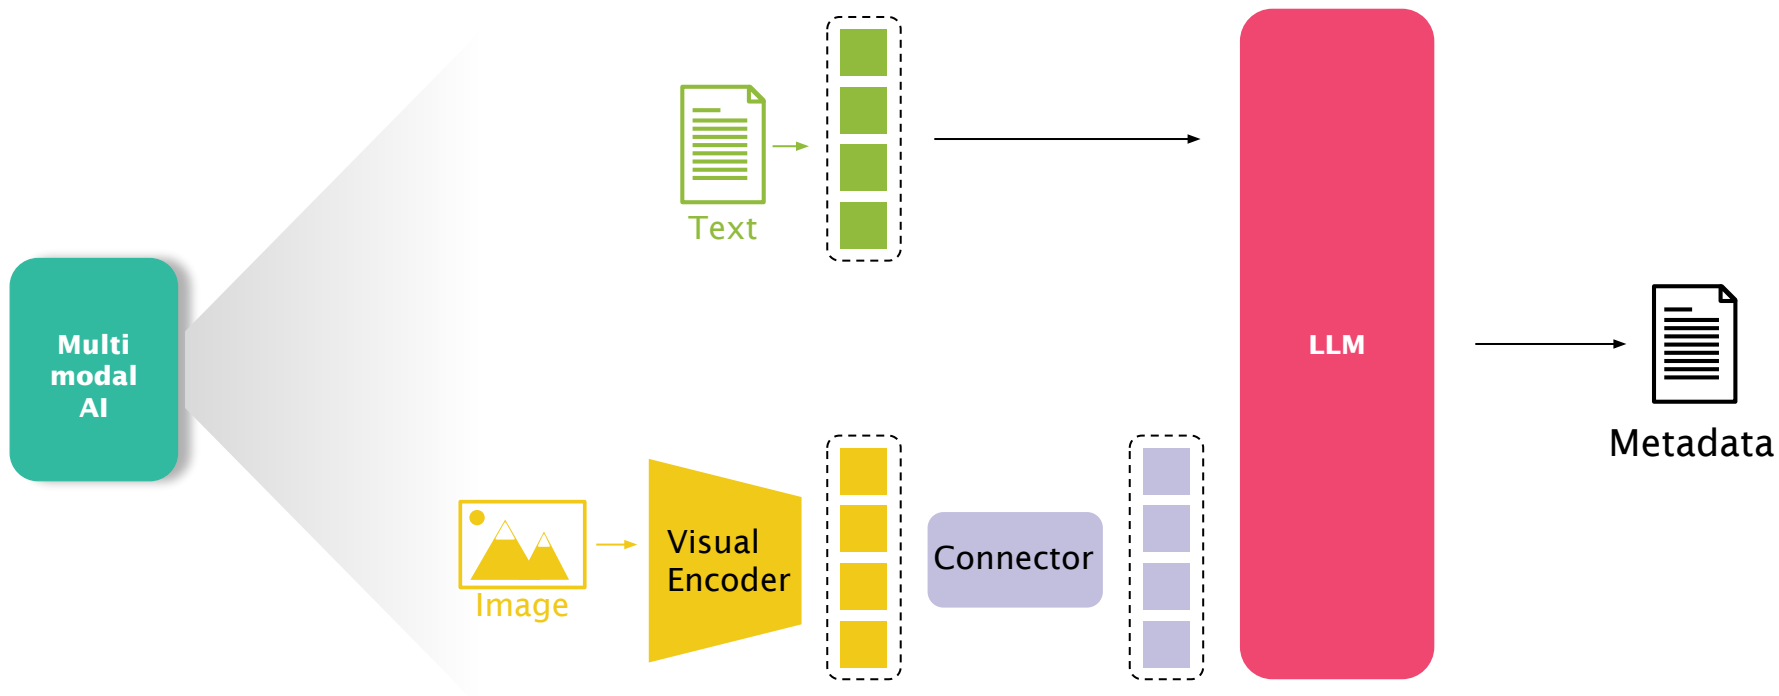 Multi
modal
AI
Text
Image
Visual
Encoder
Connector
LLM
Metadata